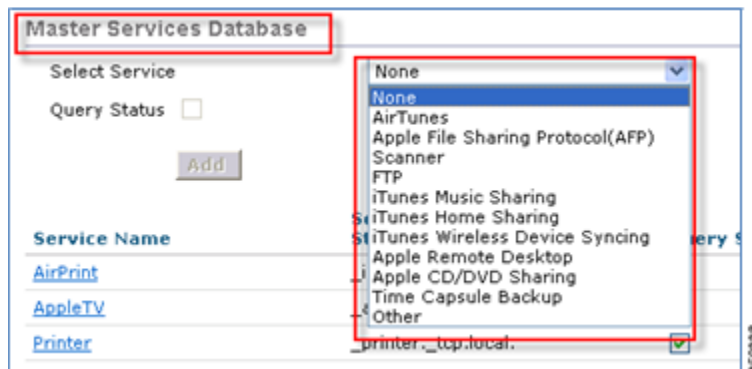 Master Services Database
Select Service
None
Query Status
None
AirTunes
Apple File Sharing Protocol(AFP)
Scanner
FTP
iTunes Music Sharing
iTunes Home Sharing
iTunes Wireless Device Syncing
Apple Remote Desktop
Apple CD/DVD Sharing
Time Capsule Backup
Other
Add
Service Name
AirPrint
AppleTV
Printer
_printer._tcp.local.